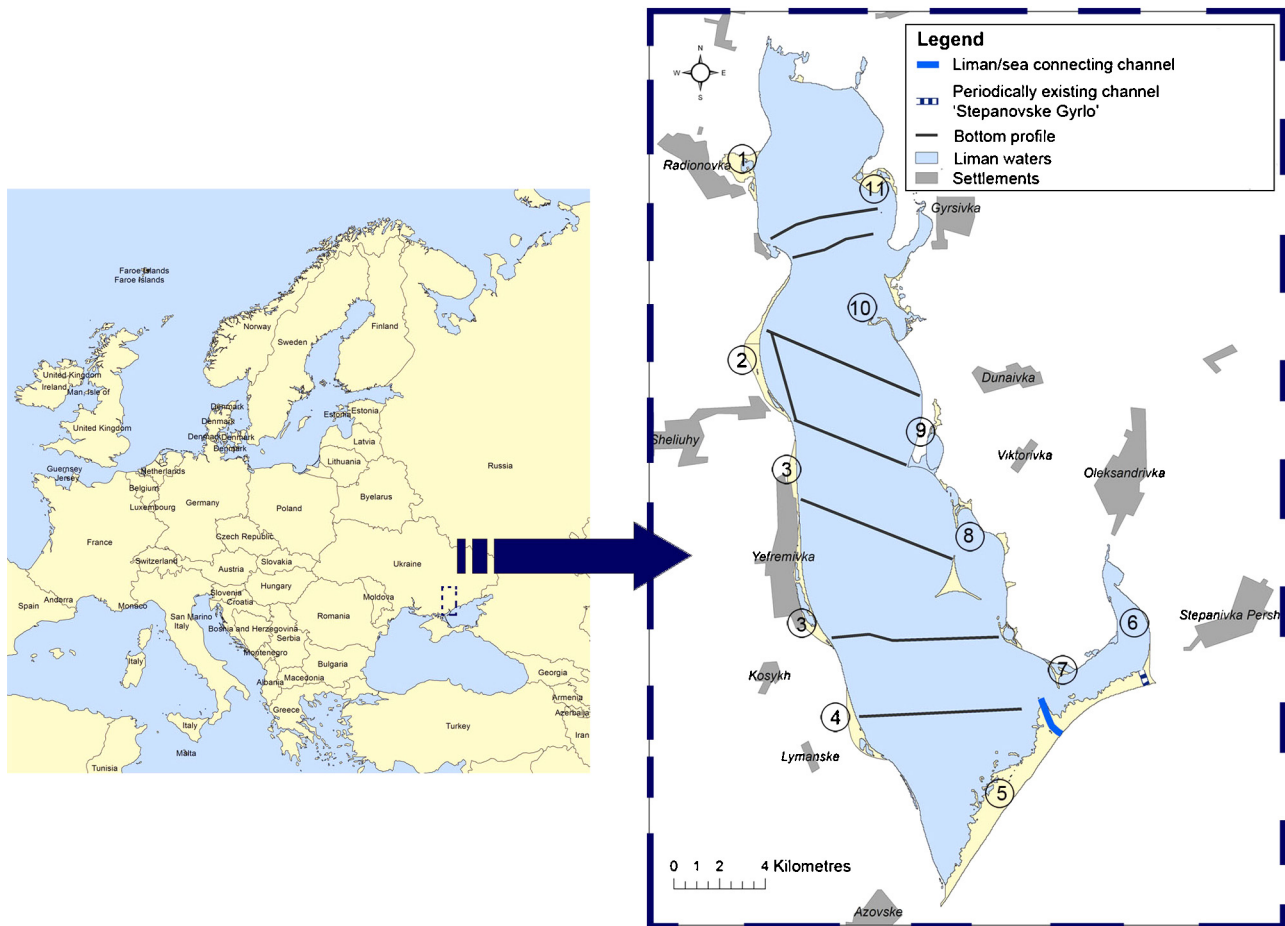 Faroe Islands
Faroe Islands
Norway
Finland
Sweden
United Kingdom
Ireland
Man, Isle of
United Kingdom
Denmark
Denmark
Denmark
Denmark
Denmark
Estonia
Estonia
Latvia
Lithuania
Russia
Guernsey
Jersey
Netherlands
Belgium
Luxembourg
Germany
Poland
Byelarus
France
Czech Republic
Slovakia
Ukraine
Switzerland
Austria
Hungary
Moldova
Slovenia
Croatia
Romania
Spain
Andorra
Monaco
San Marino
Italy
Bosnia and Herzegovina
Serbia
Montenegro
Bulgaria
Italy
Albania
Macedonia
Greece
Georgia
Armenia
Azerbaija
Turkey
Iran
Italy
Malta
Tunisia
N
W
E
S
Legend
Liman/sea connecting channel
Periodically existing channel
'Stepanovske Gyrlo'
Bottom profile
Liman waters
Settlements
Radionovka
1
11
Gyrsivka
10
2
Dunaivka
Sheliuhy
9
Viktorivka
Oleksandrivka
3
8
Yefremivka
3
6
Stepanivka Persh
7
Kosykh
4
Lymanske
5
0 1 2 4 Kilometres
Azovske